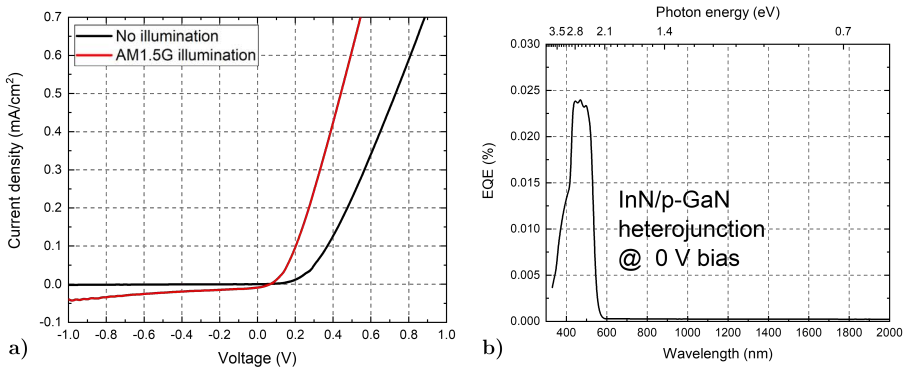 0.7
0.6
0.5
0.4
0.3
0.2
0.1
0.0
-0.1
No illumination
AM1.5G illumination
Current density (mA/cm²)
-1.0 -0.8 -0.6 -0.4 -0.2 0.0 0.2 0.4 0.6 0.8 1.0
Voltage (V)
a)
Photon energy (eV)
3.5 2.8 2.1 1.4 0.7
0.030
0.025
0.020
0.015
0.010
0.005
0.000
EQE (%)
InN/p-GaN
heterojunction
@ 0 V bias
400 600 800 1000 1200 1400 1600 1800 2000
Wavelength (nm)
b)